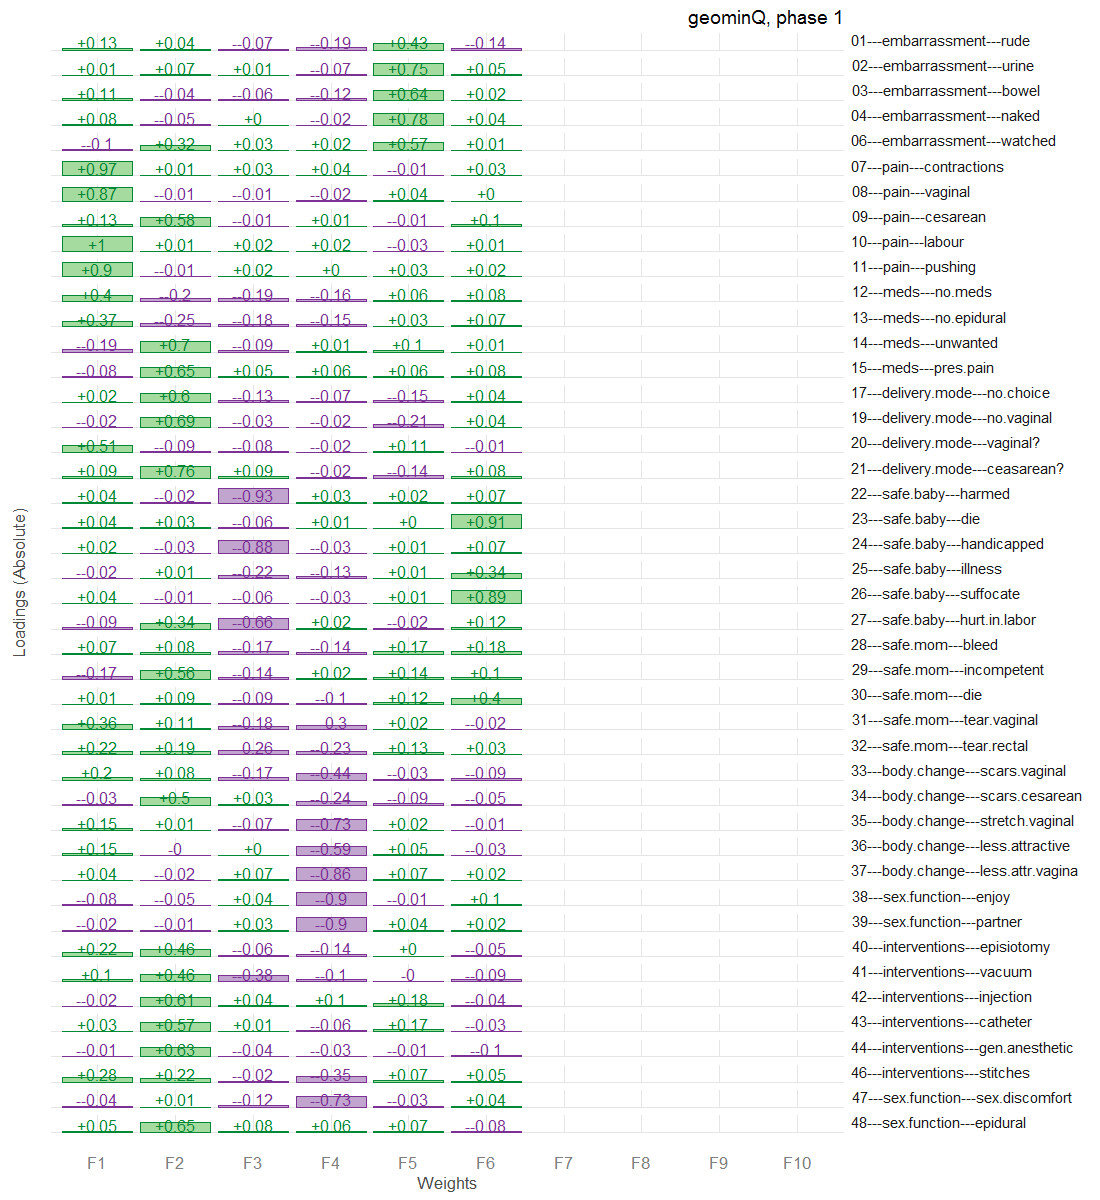 geominQ, phase 1
+0.13 +0.04 --0.07 --0.19 +0.43 --0.14 01---embarrassment---rude
+0.01 +0.07 +0.01 --0.07 +0.75 +0.05 02---embarrassment---urine
+0.11 --0.04 --0.06 --0.12 +0.64 +0.02 03---embarrassment---bowel
+0.08 --0.05 +0 --0.02 +0.78 +0.04 04---embarrassment---naked
--0.1 +0.32 +0.03 +0.02 +0.57 +0.01 06---embarrassment---watched
+0.97 +0.01 +0.03 +0.04 --0.01 +0.03 07---pain---contractions
+0.87 --0.01 --0.01 --0.02 +0.04 +0 08---pain---vaginal
+0.13 +0.58 --0.01 +0.01 --0.01 +0.1 09---pain---cesarean
+1 +0.01 +0.02 +0.02 --0.03 +0.01 10---pain---labour
+0.9 --0.01 +0.02 +0 +0.03 +0.02 11---pain---pushing
+0.4 --0.2 --0.19 --0.16 +0.06 +0.08 12---meds---no.meds
+0.37 --0.25 --0.18 --0.15 +0.03 +0.07 13---meds---no.epidural
--0.19 +0.7 --0.09 +0.01 +0.1 +0.01 14---meds---unwanted
--0.08 +0.65 +0.05 +0.06 +0.06 +0.08 15---meds---pres.pain
+0.02 +0.6 --0.13 --0.07 --0.15 +0.04 17---delivery.mode---no.choice
--0.02 +0.69 --0.03 --0.02 --0.21 +0.04 19---delivery.mode---no.vaginal
+0.51 --0.09 --0.08 --0.02 +0.11 --0.01 20---delivery.mode---vaginal?
+0.09 +0.76 +0.09 --0.02 --0.14 +0.08 21---delivery.mode---ceasarean?
+0.04 --0.02 --0.93 +0.03 +0.02 +0.07 22---safe.baby---harmed
+0.04 +0.03 --0.06 +0.01 +0 +0.91 23---safe.baby---die
+0.02 --0.03 --0.88 --0.03 +0.01 +0.07 24---safe.baby---handicapped
--0.02 +0.01 --0.22 --0.13 +0.01 +0.34 25---safe.baby---illness
+0.04 --0.01 --0.06 --0.03 +0.01 +0.89 26---safe.baby---suffocate
--0.09 +0.34 --0.66 +0.02 --0.02 +0.12 27---safe.baby---hurt.in.labor
+0.07 +0.08 --0.17 --0.14 +0.17 +0.18 28---safe.mom---bleed
--0.17 +0.56 --0.14 +0.02 +0.14 +0.1 29---safe.mom---incompetent
+0.01 +0.09 --0.09 --0.1 +0.12 +0.4 30---safe.mom---die
+0.36 +0.11 --0.18 --0.3 +0.02 --0.02 31---safe.mom---tear.vaginal
+0.22 +0.19 --0.26 --0.23 +0.13 +0.03 32---safe.mom---tear.rectal
+0.2 +0.08 --0.17 --0.44 --0.03 --0.09 33---body.change---scars.vaginal
--0.03 +0.5 +0.03 --0.24 --0.09 --0.05 34---body.change---scars.cesarean
+0.15 +0.01 --0.07 --0.73 +0.02 --0.01 35---body.change---stretch.vaginal
+0.15 -0 +0 --0.59 +0.05 --0.03 36---body.change---less.attractive
+0.04 --0.02 +0.07 --0.86 +0.07 +0.02 37---body.change---less.attr.vagina
--0.08 --0.05 +0.04 --0.9 --0.01 +0.1 38---sex.function---enjoy
--0.02 --0.01 +0.03 --0.9 +0.04 +0.02 39---sex.function---partner
+0.22 +0.46 --0.06 --0.14 +0 --0.05 40---interventions---episiotomy
+0.1 +0.46 --0.38 --0.1 -0 --0.09 41---interventions---vacuum
--0.02 +0.61 +0.04 +0.1 +0.18 --0.04 42---interventions---injection
+0.03 +0.57 +0.01 --0.06 +0.17 --0.03 43---interventions---catheter
--0.01 +0.63 --0.04 --0.03 --0.01 --0.1 44---interventions---gen.anesthetic
+0.28 +0.22 --0.02 --0.35 +0.07 +0.05 46---interventions---stitches
--0.04 +0.01 --0.12 --0.73 --0.03 +0.04 47---sex.function---sex.discomfort
+0.05 +0.65 +0.08 +0.06 +0.07 --0.08 48---sex.function---epidural
Loadings (Absolute)
F1 F2 F3 F4 F5 F6 F7 F8 F9 F10
Weights